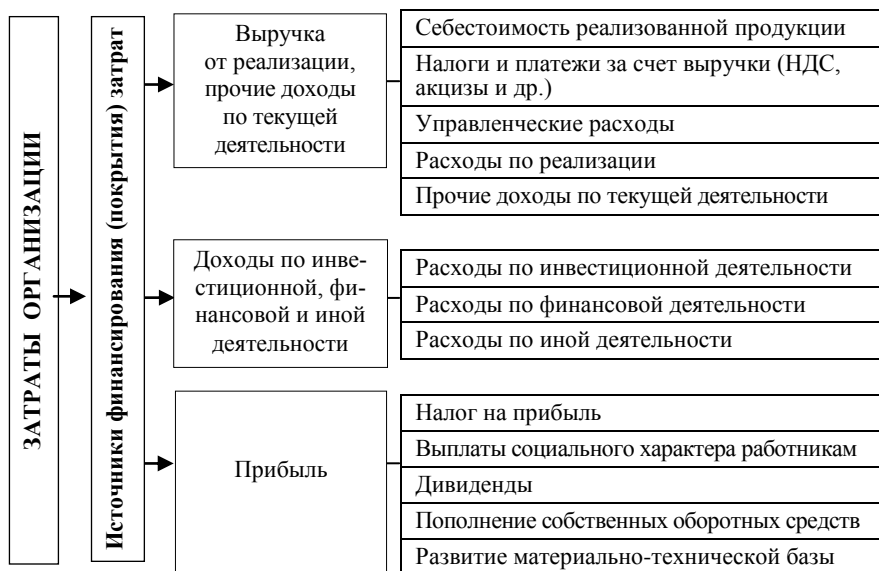 ЗАТРАТЫ ОРГАНИЗАЦИИ
Источники финансирования (покрытия) затрат
Выручка
от реализации,
прочие доходы
по текущей
деятельности
Себестоимость реализованной продукции
Налоги и платежи за счет выручки (НДС,
акцизы и др.)
Управленческие расходы
Расходы по реализации
Прочие доходы по текущей деятельности
Доходы по инве-
стиционной, фи-
нансовой и иной
деятельности
Расходы по инвестиционной деятельности
Расходы по финансовой деятельности
Расходы по иной деятельности
Прибыль
Налог на прибыль
Выплаты социального характера работникам
Дивиденды
Пополнение собственных оборотных средств
Развитие материально-технической базы